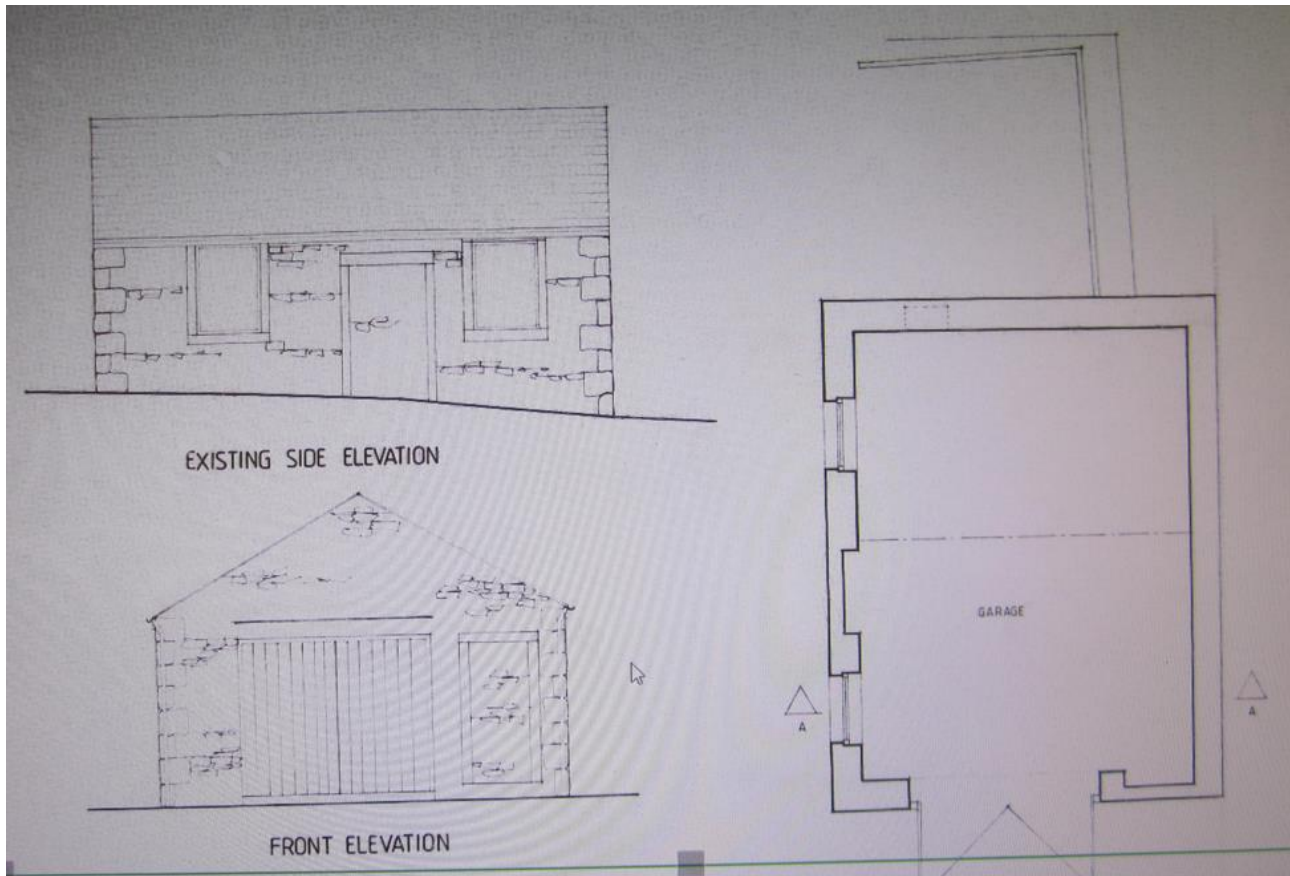 EXISTING SIDE ELEVATION
FRONT ELEVATION
GARAGE
A
A